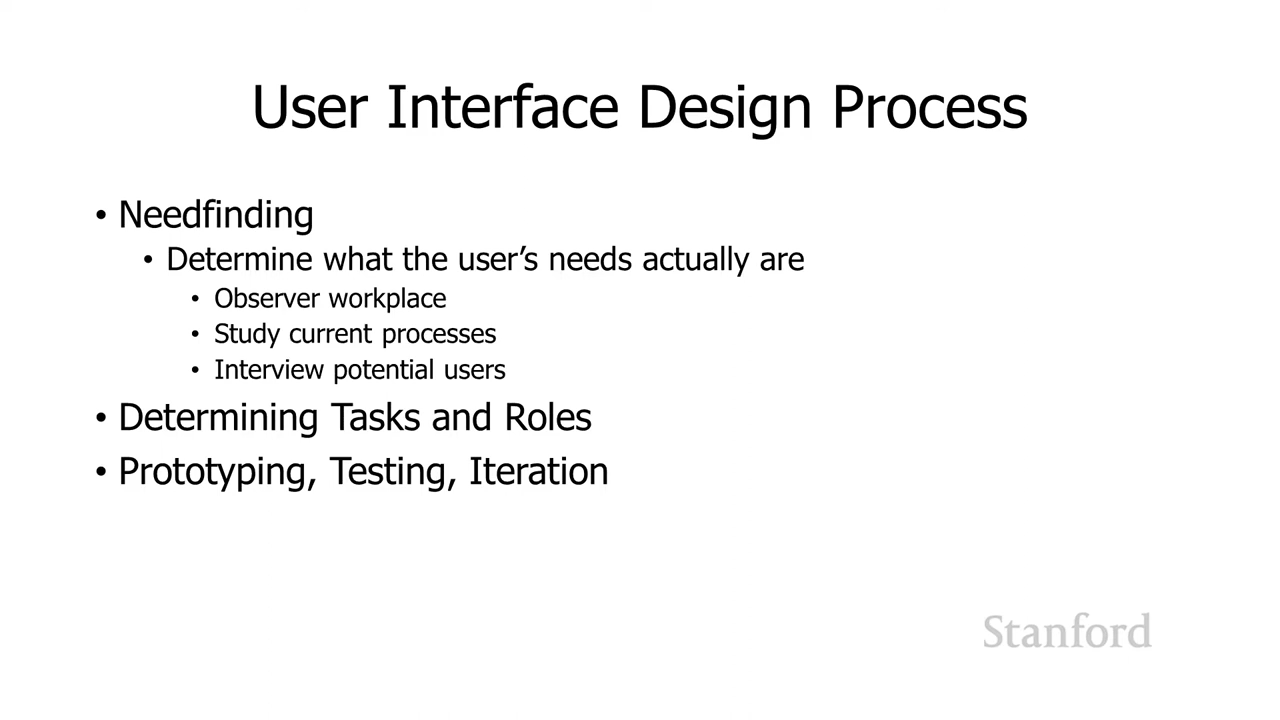 User Interface Design Process
• Needfinding
• Determine what the user’s needs actually are
• Observer workplace
• Study current processes
• Interview potential users
• Determining Tasks and Roles
• Prototyping, Testing, Iteration
Stanford